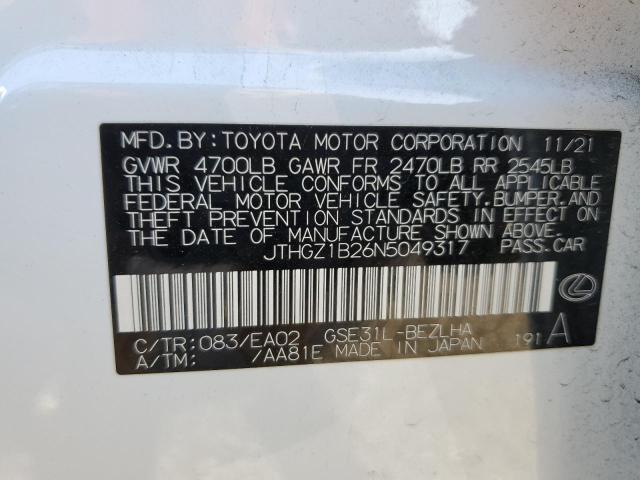 MFD. BY: TOYOTA MOTOR CORPORATION 11/21
GVWR 4700LB GAWR FR 2470LB RR 2545LB
THIS VEHICLE CONFORMS TO ALL APPLICABLE
FEDERAL MOTOR VEHICLE SAFETY, BUMPER, AND
THEFT PREVENTION STANDARDS IN EFFECT ON
THE DATE OF MANUFACTURE SHOWN ABOVE.
JTHGZ1B26N5049317 PASS. CAR
C/TR: 083/EA02 GSE31L-BEZLHA
A/TM: /AA81E MADE IN JAPAN 191 A